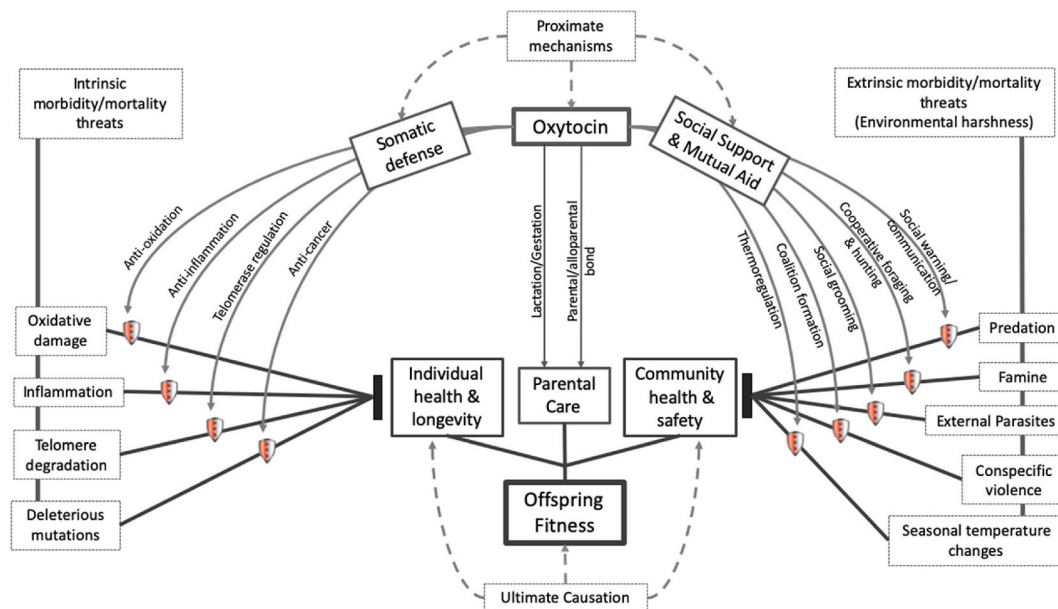 Proximate
mechanisms
Intrinsic
morbidity/mortality
threats
Extrinsic morbidity/mortality
threats
(Environmental harshness)
Somatic
defense
Oxytocin
Social Support
& Mutual Aid
Anti-oxidation
Anti-inflammation
Telomerase regulation
Anti-cancer
Lactation/Gestation
Parental/alloparental
bond
Thermoregulation
Coalition formation
Social grooming
Cooperative foraging
& hunting
Social warning/
communication
Oxidative
damage
Inflammation
Telomere
degradation
Deleterious
mutations
Individual
health &
longevity
Parental
Care
Community
health &
safety
Predation
Famine
External Parasites
Conspecific
violence
Seasonal temperature
changes
Offspring
Fitness
Ultimate Causation